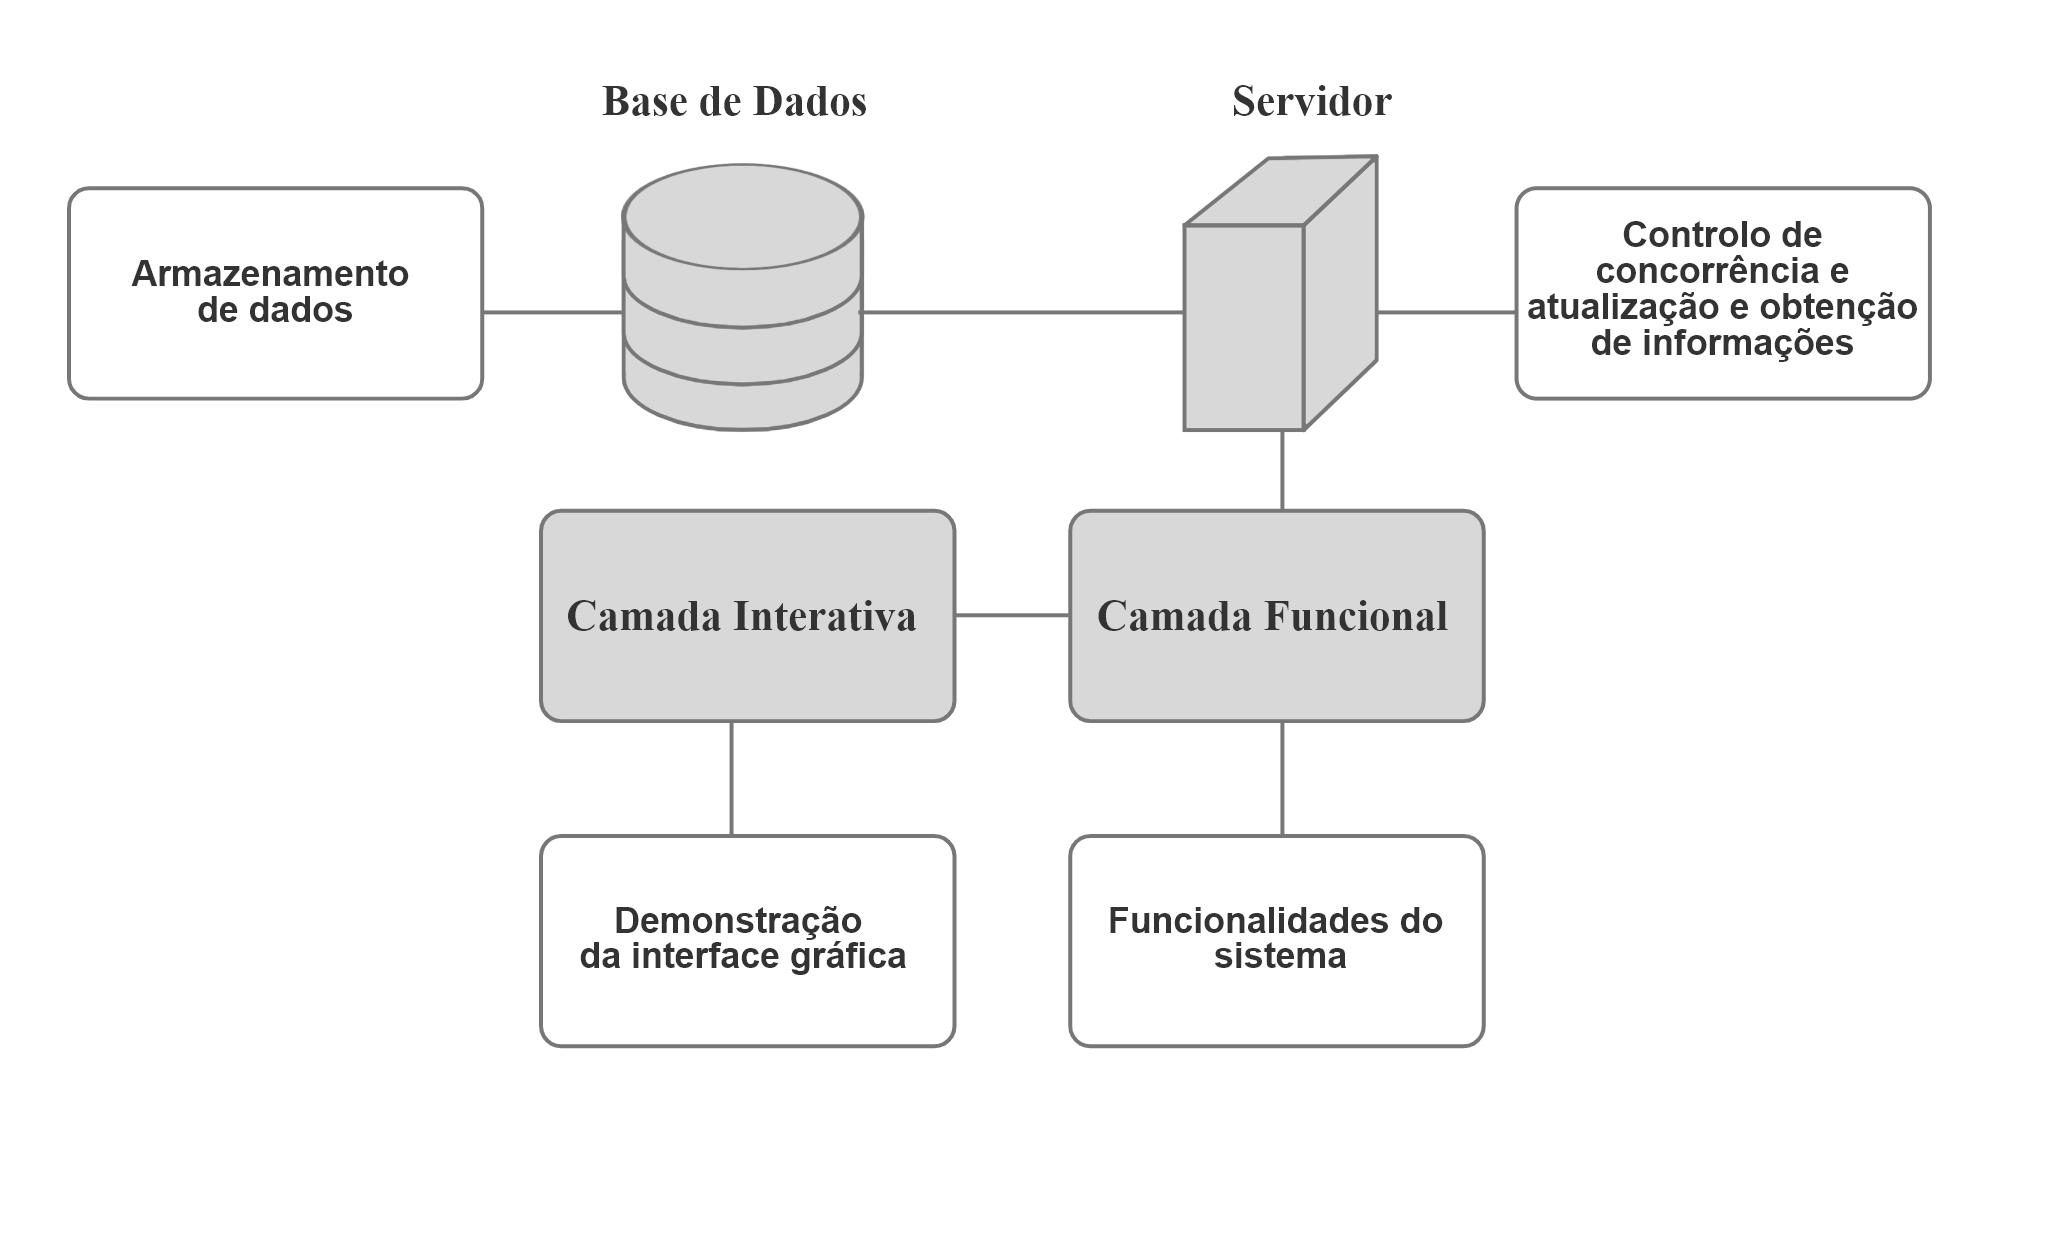 Base de Dados
Servidor
Armazenamento
de dados
Controlo de
concorrência e
atualização e obtenção
de informações
Camada Interativa
Camada Funcional
Demonstração
da interface gráfica
Funcionalidades do
sistema